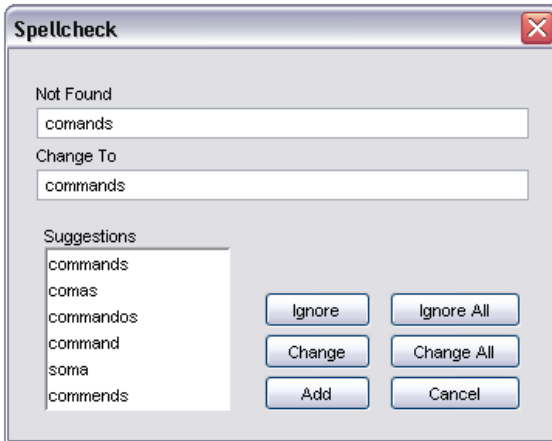 Spellcheck
Not Found
comands
Change To
commands
Suggestions
commands
comas
commandos
command
soma
commends
Ignore Ignore All
Change Change All
Add Cancel